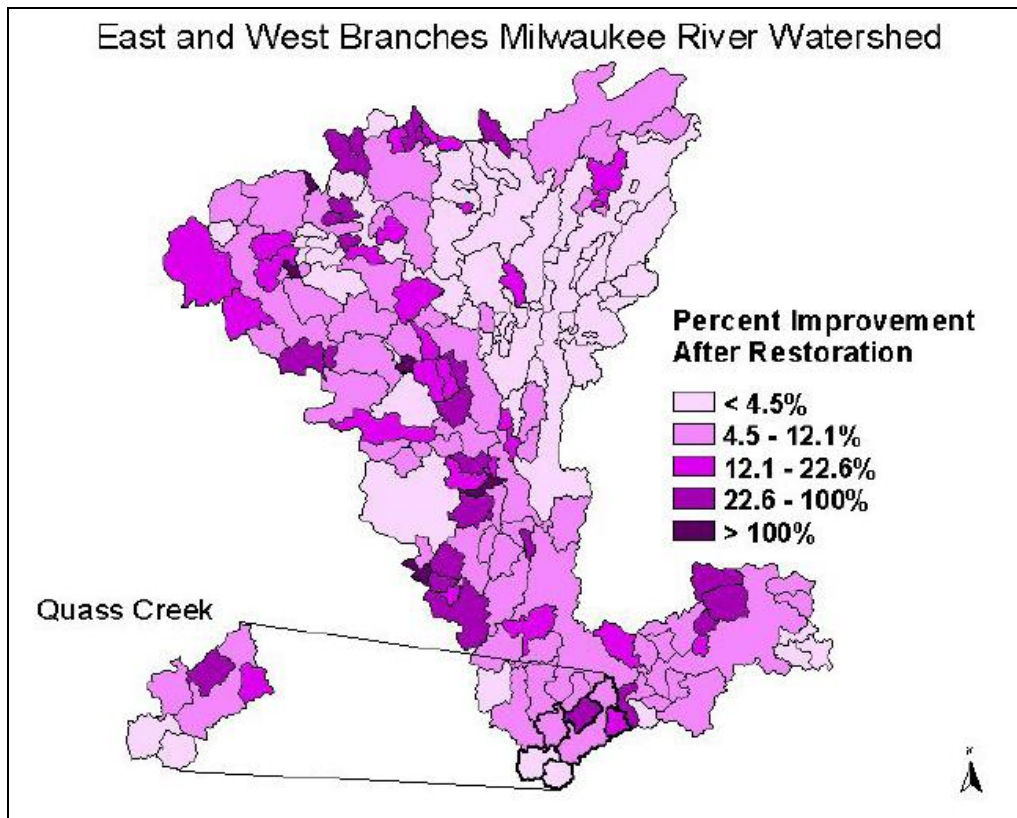 East and West Branches Milwaukee River Watershed
Percent Improvement
After Restoration
< 4.5%
4.5 - 12.1%
12.1 - 22.6%
22.6 - 100%
> 100%
Quass Creek